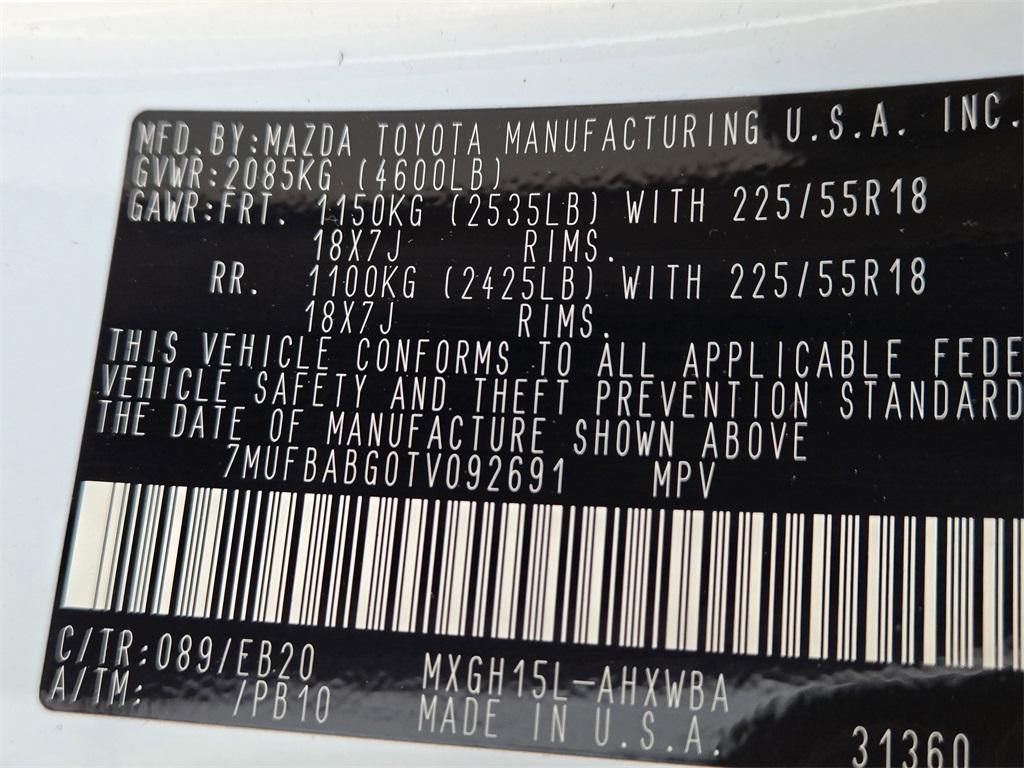 MFD.BY:MAZDA TOYOTA MANUFACTURING U.S.A. INC.
GVWR:2085KG (4600LB)
GAWR:FRT. 1150KG (2535LB) WITH 225/55R18
18X7J RIMS.
RR. 1100KG (2425LB) WITH 225/55R18
18X7J RIMS.
THIS VEHICLE CONFORMS TO ALL APPLICABLE FEDE
VEHICLE SAFETY AND THEFT PREVENTION STANDARD
THE DATE OF MANUFACTURE SHOWN ABOVE
7MUFBABG0TV092691 MPV
C/TR:089/EB20 MXGH15L-AHXWBA
A/TM: /PB10 MADE IN U.S.A.
31360